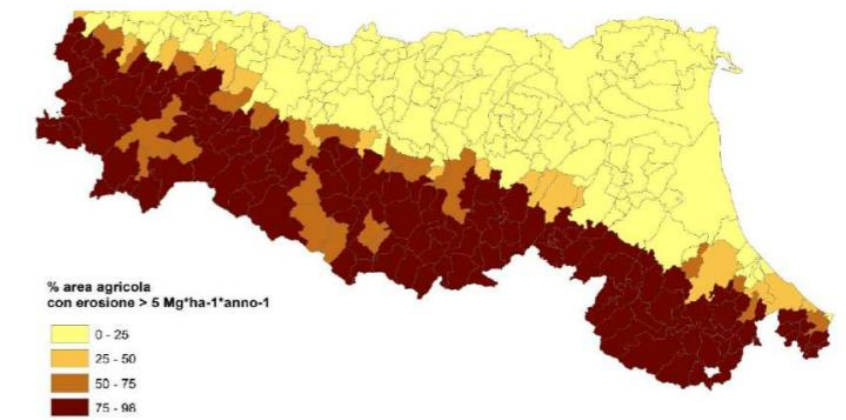 % area agricola
con erosione > 5 Mg*ha-1*anno-1
0 - 25
25 - 50
50 - 75
75 - 98